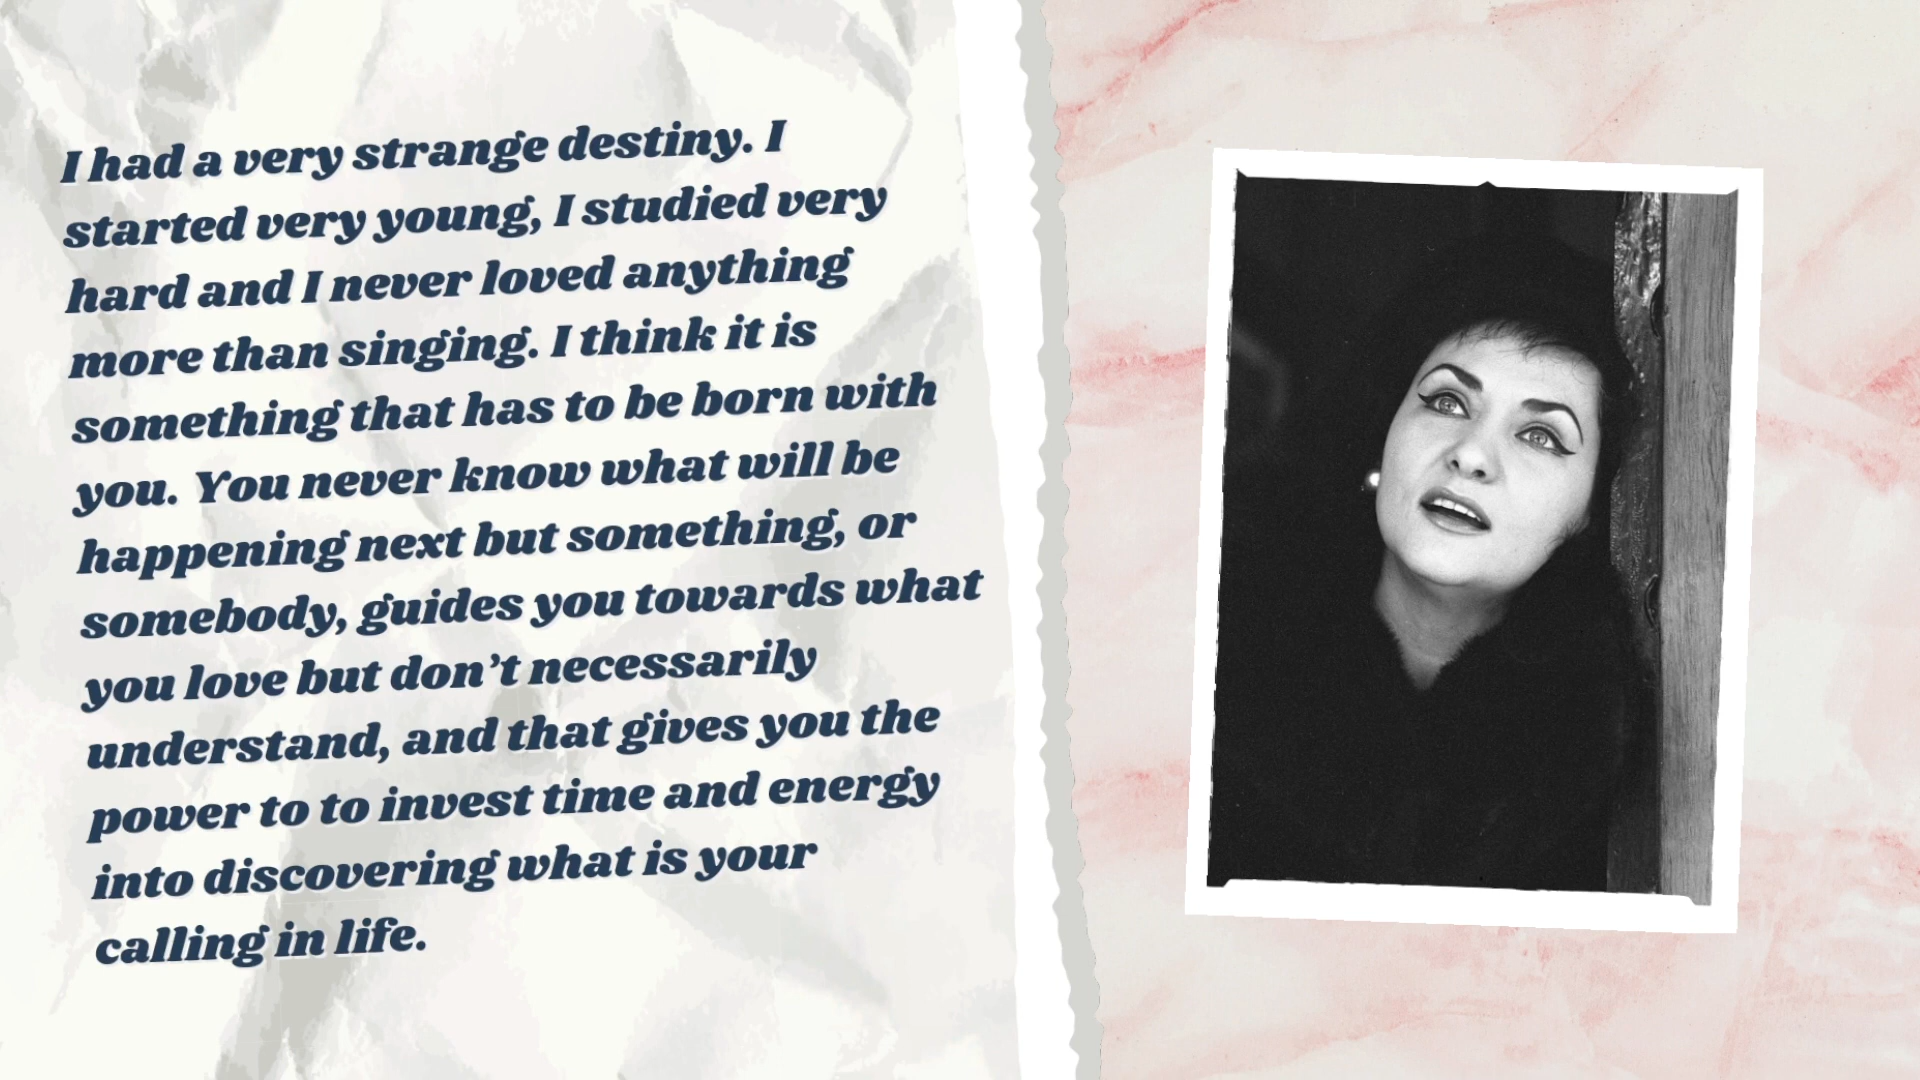 I had a very strange destiny. I
started very young, I studied very
hard and I never loved anything
more than singing. I think it is
something that has to be born with
you. You never know what will be
happening next but something, or
somebody, guides you towards what
you love but don’t necessarily
understand, and that gives you the
power to to invest time and energy
into discovering what is your
calling in life.